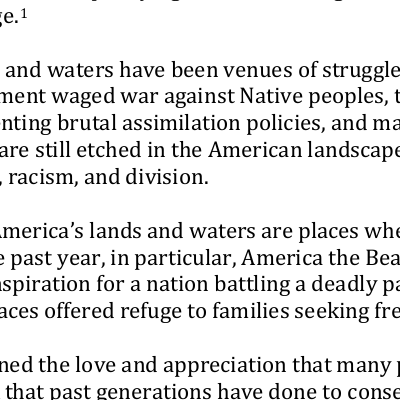 ge.¹
and waters have been venues of struggle
ment waged war against Native peoples, t
nting brutal assimilation policies, and ma
are still etched in the American landscape
, racism, and division.
America’s lands and waters are places whe
e past year, in particular, America the Bea
spiration for a nation battling a deadly pa
aces offered refuge to families seeking fre
ned the love and appreciation that many p
that past generations have done to conse